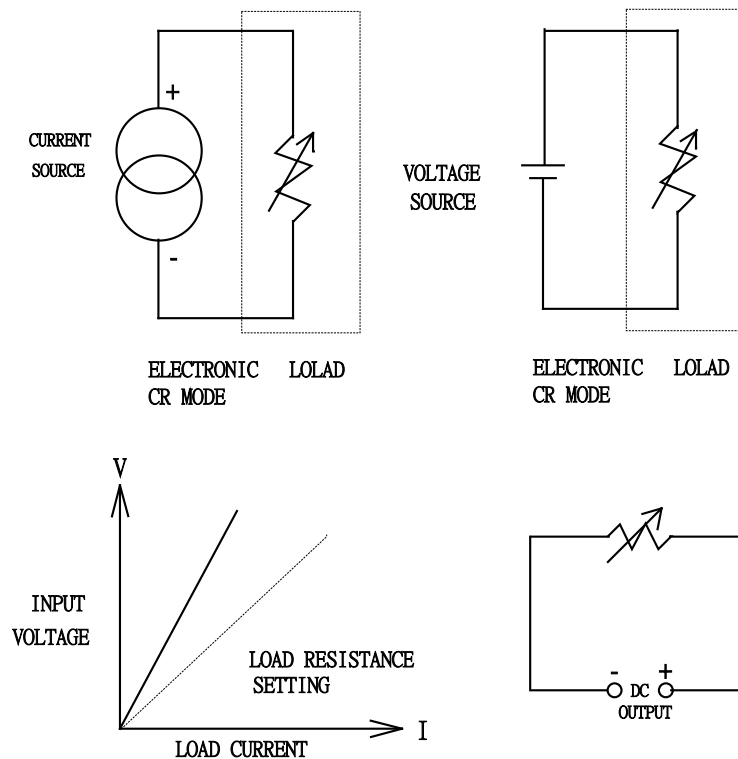 +
CURRENT
SOURCE
-
ELECTRONIC LOLAD
CR MODE
VOLTAGE
SOURCE
ELECTRONIC LOLAD
CR MODE
V
INPUT
VOLTAGE
LOAD RESISTANCE
SETTING
I
LOAD CURRENT
- +
DC
OUTPUT